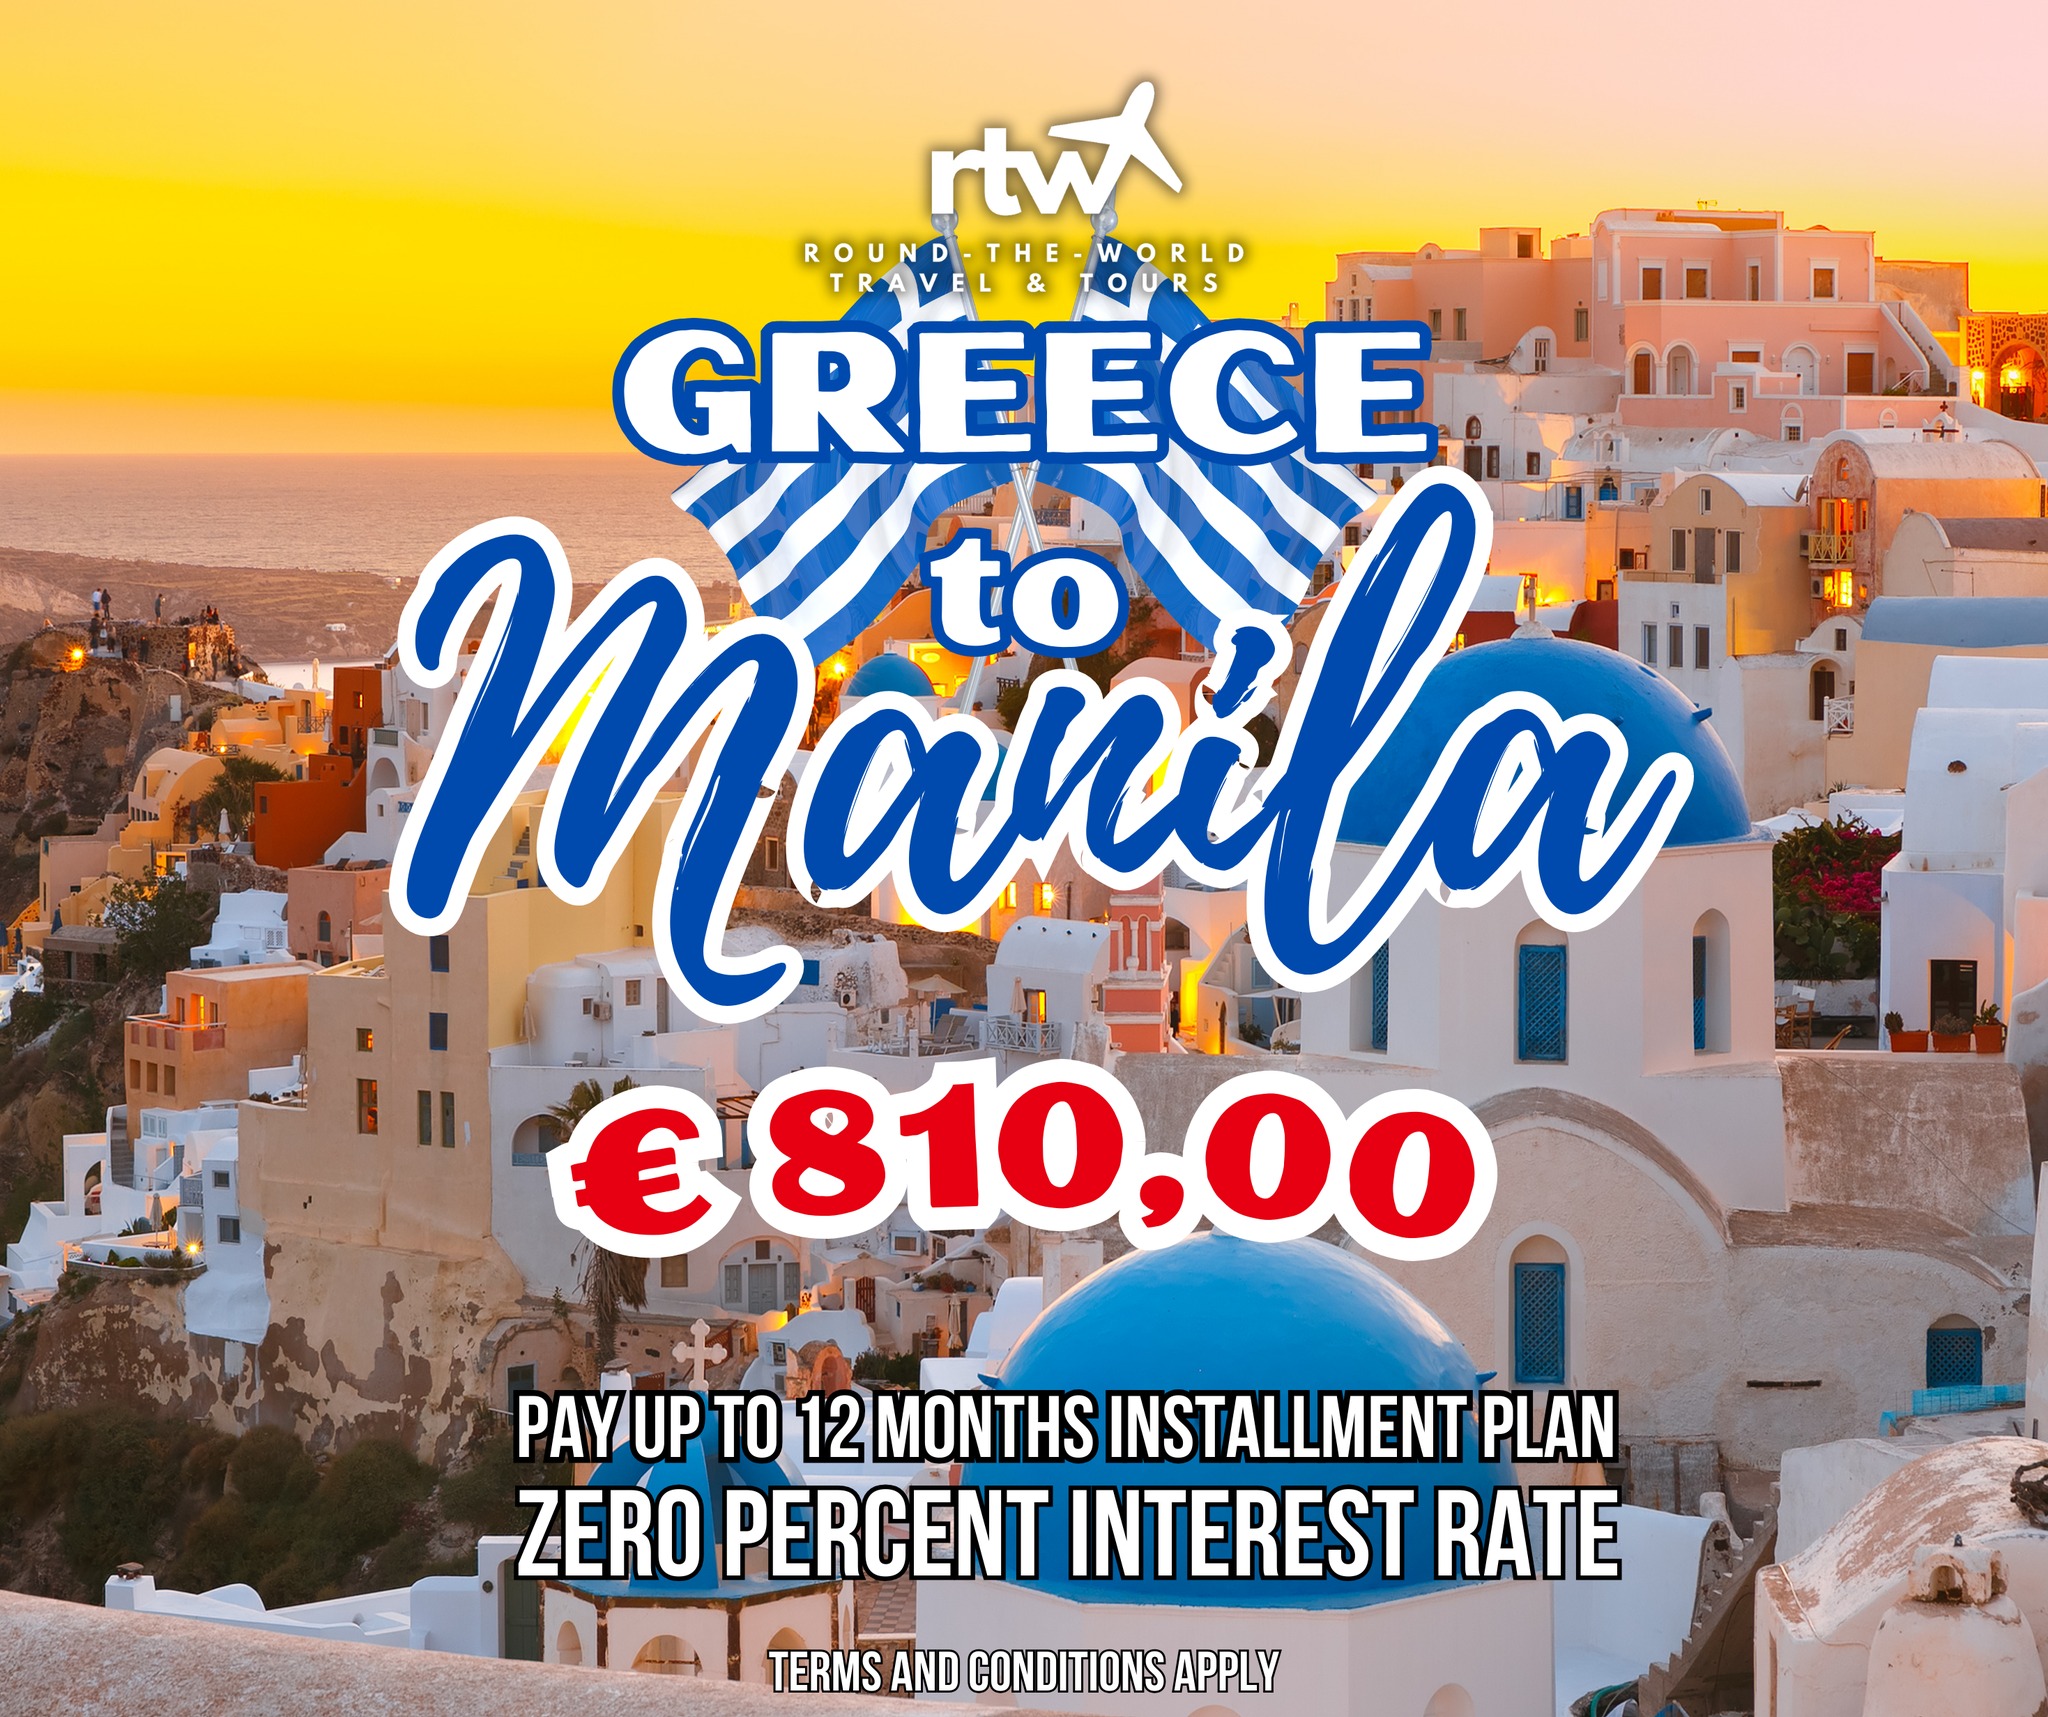 rtw
ROUND-THE-WORLD
TRAVEL & TOURS
GREECE
to
Manila
€ 810,00
PAY UP TO 12 MONTHS INSTALLMENT PLAN
ZERO PERCENT INTEREST RATE
TERMS AND CONDITIONS APPLY